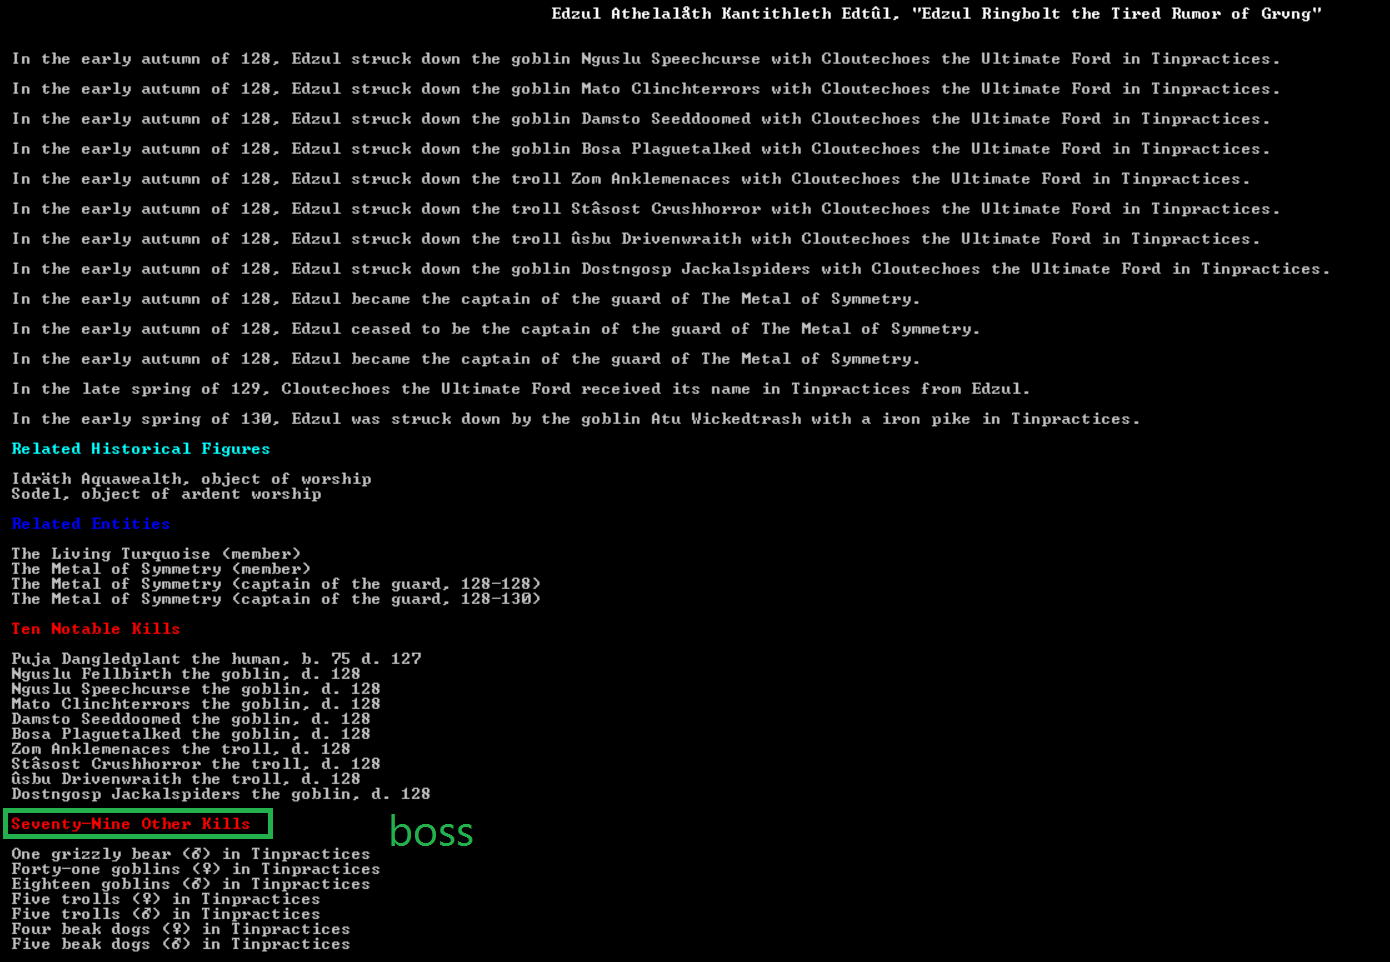 Edzul Athelalåth Kantithleth Edtûl, "Edzul Ringbolt the Tired Rumor of Grvng"
In the early autumn of 128, Edzul struck down the goblin Nguslu Speechcurse with Cloutechoes the Ultimate Ford in Tinpractices.
In the early autumn of 128, Edzul struck down the goblin Mato Clinchterrors with Cloutechoes the Ultimate Ford in Tinpractices.
In the early autumn of 128, Edzul struck down the goblin Damsto Seeddoomed with Cloutechoes the Ultimate Ford in Tinpractices.
In the early autumn of 128, Edzul struck down the goblin Bosa Plaguetalked with Cloutechoes the Ultimate Ford in Tinpractices.
In the early autumn of 128, Edzul struck down the troll Zom Anklemenaces with Cloutechoes the Ultimate Ford in Tinpractices.
In the early autumn of 128, Edzul struck down the troll Stâsost Crushhorror with Cloutechoes the Ultimate Ford in Tinpractices.
In the early autumn of 128, Edzul struck down the troll ûsbu Drivenwraith with Cloutechoes the Ultimate Ford in Tinpractices.
In the early autumn of 128, Edzul struck down the goblin Dostngosp Jackalspiders with Cloutechoes the Ultimate Ford in Tinpractices.
In the early autumn of 128, Edzul became the captain of the guard of The Metal of Symmetry.
In the early autumn of 128, Edzul ceased to be the captain of the guard of The Metal of Symmetry.
In the early autumn of 128, Edzul became the captain of the guard of The Metal of Symmetry.
In the late spring of 129, Cloutechoes the Ultimate Ford received its name in Tinpractices from Edzul.
In the early spring of 130, Edzul was struck down by the goblin Atu Wickedtrash with a iron pike in Tinpractices.
Related Historical Figures
Idräth Aquawealth, object of worship
Sodel, object of ardent worship
Related Entities
The Living Turquoise (member)
The Metal of Symmetry (member)
The Metal of Symmetry (captain of the guard, 128-128)
The Metal of Symmetry (captain of the guard, 128-130)
Ten Notable Kills
Puja Dangledplant the human, b. 75 d. 127
Nguslu Fellbirth the goblin, d. 128
Nguslu Speechcurse the goblin, d. 128
Mato Clinchterrors the goblin, d. 128
Damsto Seeddoomed the goblin, d. 128
Bosa Plaguetalked the goblin, d. 128
Zom Anklemenaces the troll, d. 128
Stâsost Crushhorror the troll, d. 128
ûsbu Drivenwraith the troll, d. 128
Dostngosp Jackalspiders the goblin, d. 128
Seventy-Nine Other Kills
boss
One grizzly bear (♂) in Tinpractices
Forty-one goblins (♀) in Tinpractices
Eighteen goblins (♂) in Tinpractices
Five trolls (♀) in Tinpractices
Five trolls (♂) in Tinpractices
Four beak dogs (♀) in Tinpractices
Five beak dogs (♂) in Tinpractices